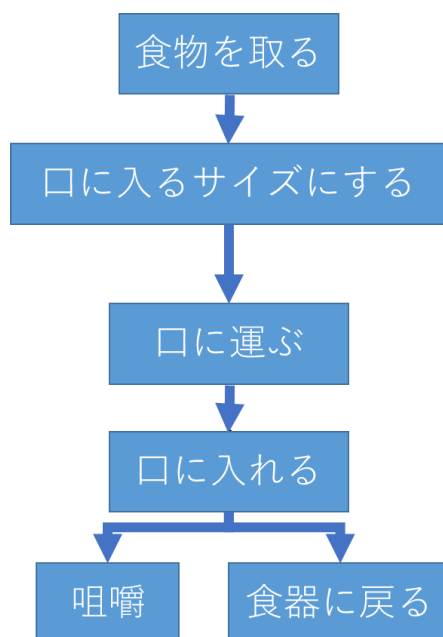 食物を取る
口に入るサイズにする
口に運ぶ
口に入れる
咀嚼
食器に戻る